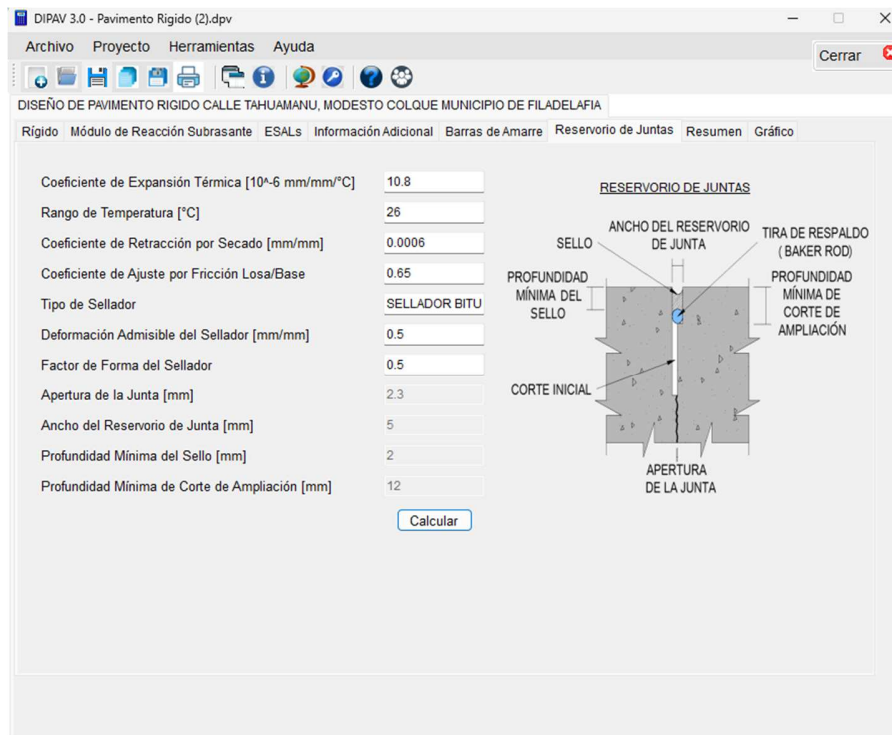 DIPAV 3.0 - Pavimento Rigido (2).dpv
Archivo Proyecto Herramientas Ayuda
Cerrar
DISEÑO DE PAVIMENTO RIGIDO CALLE TAHUAMANU, MODESTO COLQUE MUNICIPIO DE FILADELAFIA
Rígido Módulo de Reacción Subrasante ESALs Información Adicional Barras de Amarre Reservorio de Juntas Resumen Gráfico
Coeficiente de Expansión Térmica [10^-6 mm/mm/°C] 10.8
Rango de Temperatura [°C] 26
Coeficiente de Retracción por Secado [mm/mm] 0.0006
Coeficiente de Ajuste por Fricción Losa/Base 0.65
Tipo de Sellador SELLADOR BITU
Deformación Admisible del Sellador [mm/mm] 0.5
Factor de Forma del Sellador 0.5
Apertura de la Junta [mm] 2.3
Ancho del Reservorio de Junta [mm] 5
Profundidad Mínima del Sello [mm] 2
Profundidad Mínima de Corte de Ampliación [mm] 12
Calcular
RESERVORIO DE JUNTAS
ANCHO DEL RESERVORIO
DE JUNTA
SELLO
TIRA DE RESPALDO
( BAKER ROD)
PROFUNDIDAD
MÍNIMA DEL
SELLO
PROFUNDIDAD
MÍNIMA DE
CORTE DE
AMPLIACIÓN
CORTE INICIAL
APERTURA
DE LA JUNTA